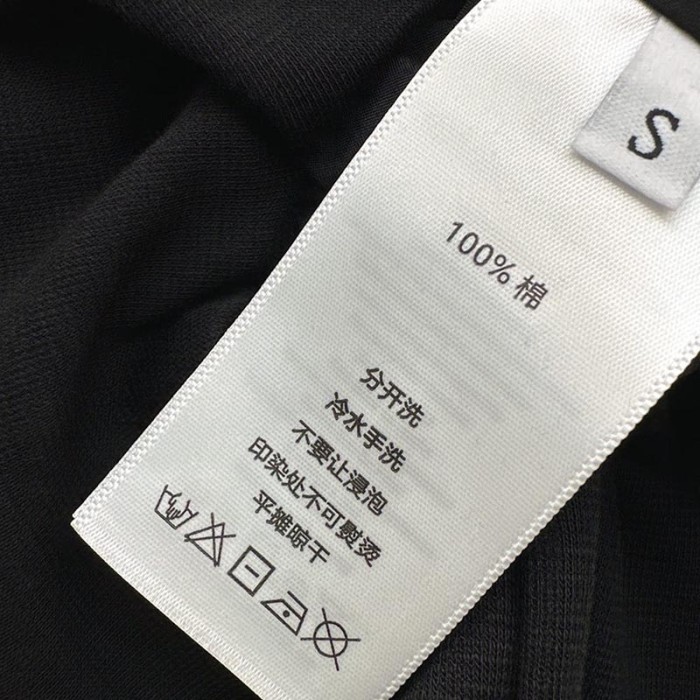 S
100% 棉
分开洗
冷水手洗
不要让浸泡
印染处不可熨烫
平摊晾干